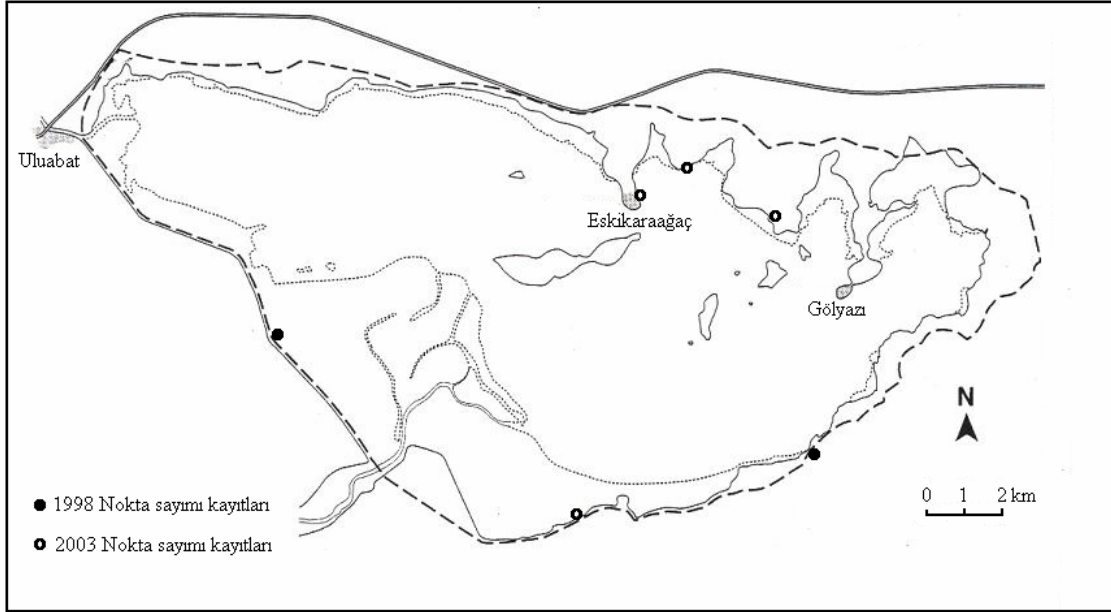 Uluabat
Eskikaraağaç
Gölyazı
N
0 1 2 km
1998 Nokta sayımı kayıtları
2003 Nokta sayımı kayıtları